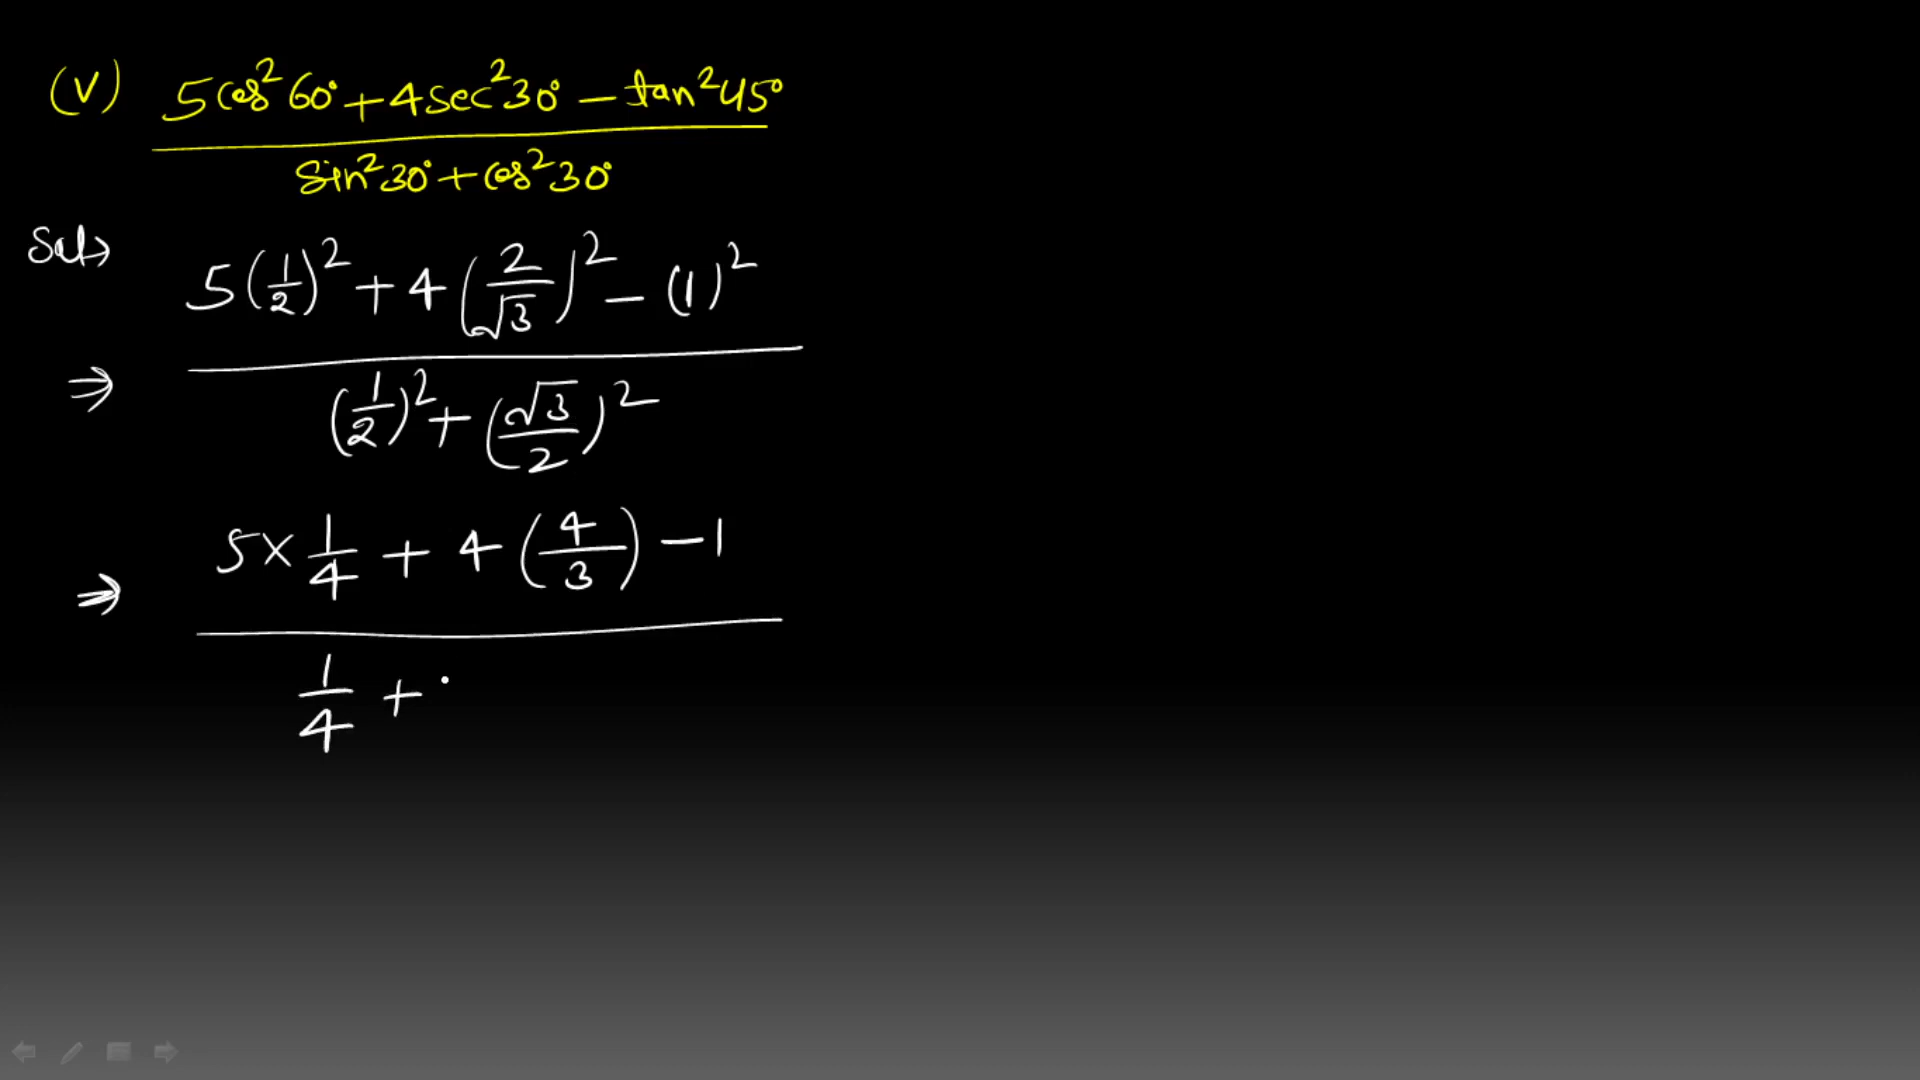 (v) 5cos²60°+4sec²30°−tan²45°
sin²30°+cos²30°
Sol→
5(1/2)²+4(2/√3)²−(1)²
⇒
(1/2)²+(√3/2)²
5×1/4+4(4/3)−1
⇒
1/4+